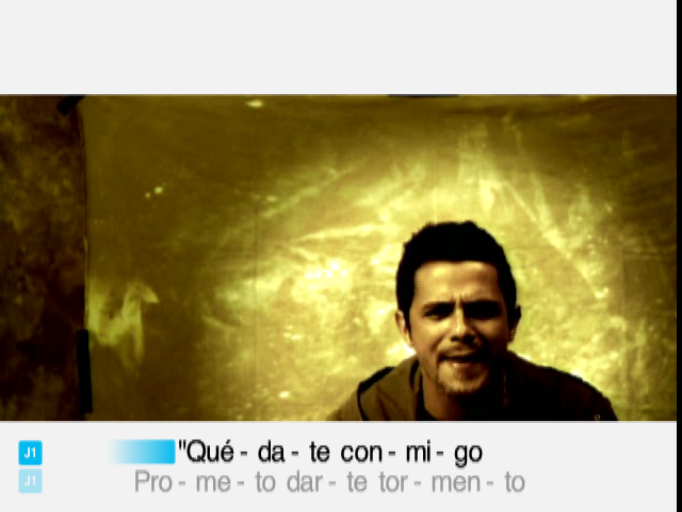 J1 "Qué - da - te con - mi - go
J1 Pro - me - to dar - te tor - men - to